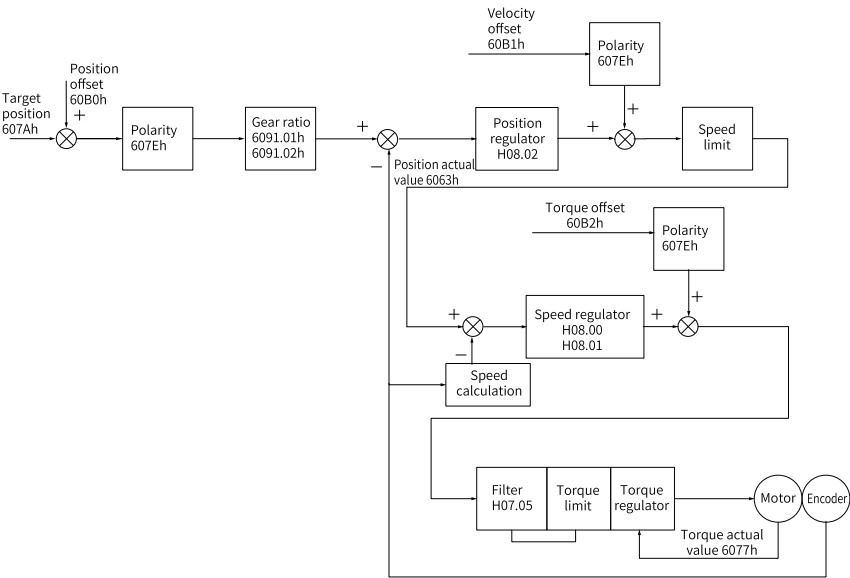 Velocity
offset
60B1h
Polarity
607Eh
+
Position
offset
60B0h
+
Target
position
607Ah
Polarity
607Eh
Gear ratio
6091.01h
6091.02h
+
−
Position
regulator
H08.02
+
Speed
limit
Position actual
value 6063h
Torque offset
60B2h
Polarity
607Eh
+
+
−
Speed regulator
H08.00
H08.01
+
Speed
calculation
Filter
H07.05
Torque
limit
Torque
regulator
Motor
Encoder
Torque actual
value 6077h